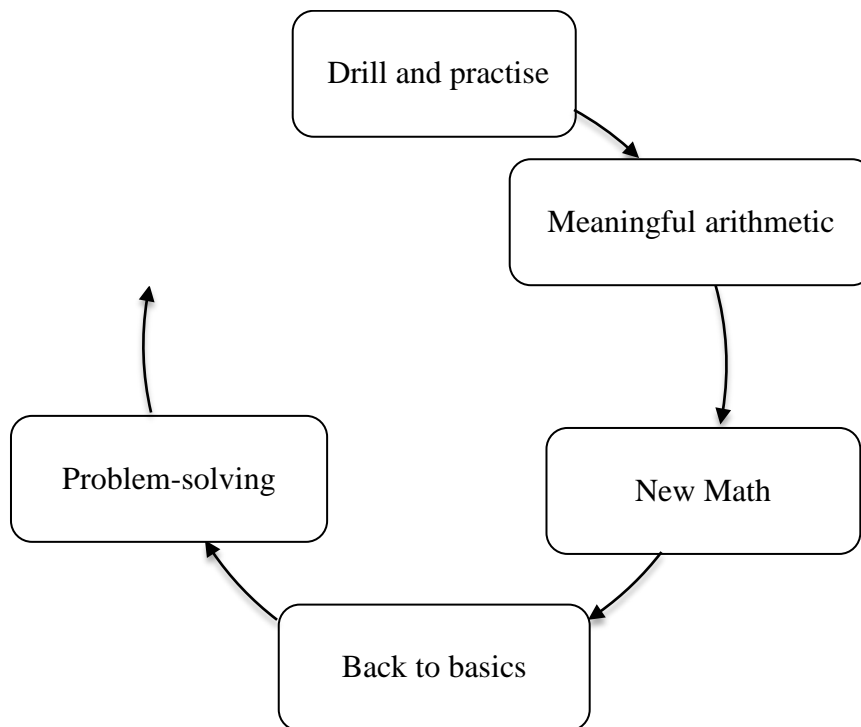 Drill and practise
Meaningful arithmetic
New Math
Back to basics
Problem-solving